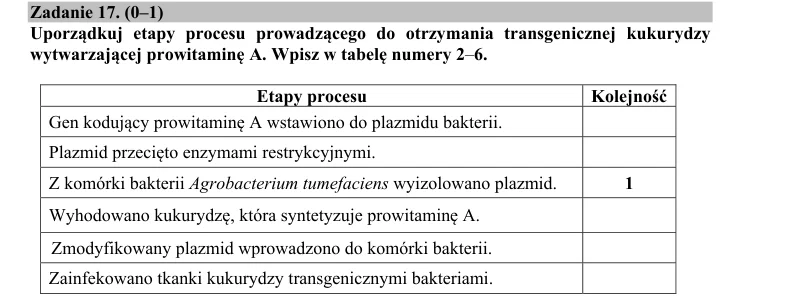 Zadanie 17. (0–1)
Uporządkuj etapy procesu prowadzącego do otrzymania transgenicznej kukurydzy
wytwarzającej prowitaminę A. Wpisz w tabelę numery 2–6.
Etapy procesu Kolejność
Gen kodujący prowitaminę A wstawiono do plazmidu bakterii.
Plazmid przecięto enzymami restrykcyjnymi.
Z komórki bakterii Agrobacterium tumefaciens wyizolowano plazmid. 1
Wyhodowano kukurydzę, która syntetyzuje prowitaminę A.
Zmodyfikowany plazmid wprowadzono do komórki bakterii.
Zainfekowano tkanki kukurydzy transgenicznymi bakteriami.